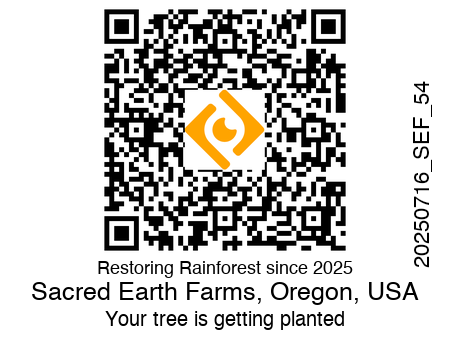 Restoring Rainforest since 2025
Sacred Earth Farms, Oregon, USA
Your tree is getting planted
20250716_SEF_54